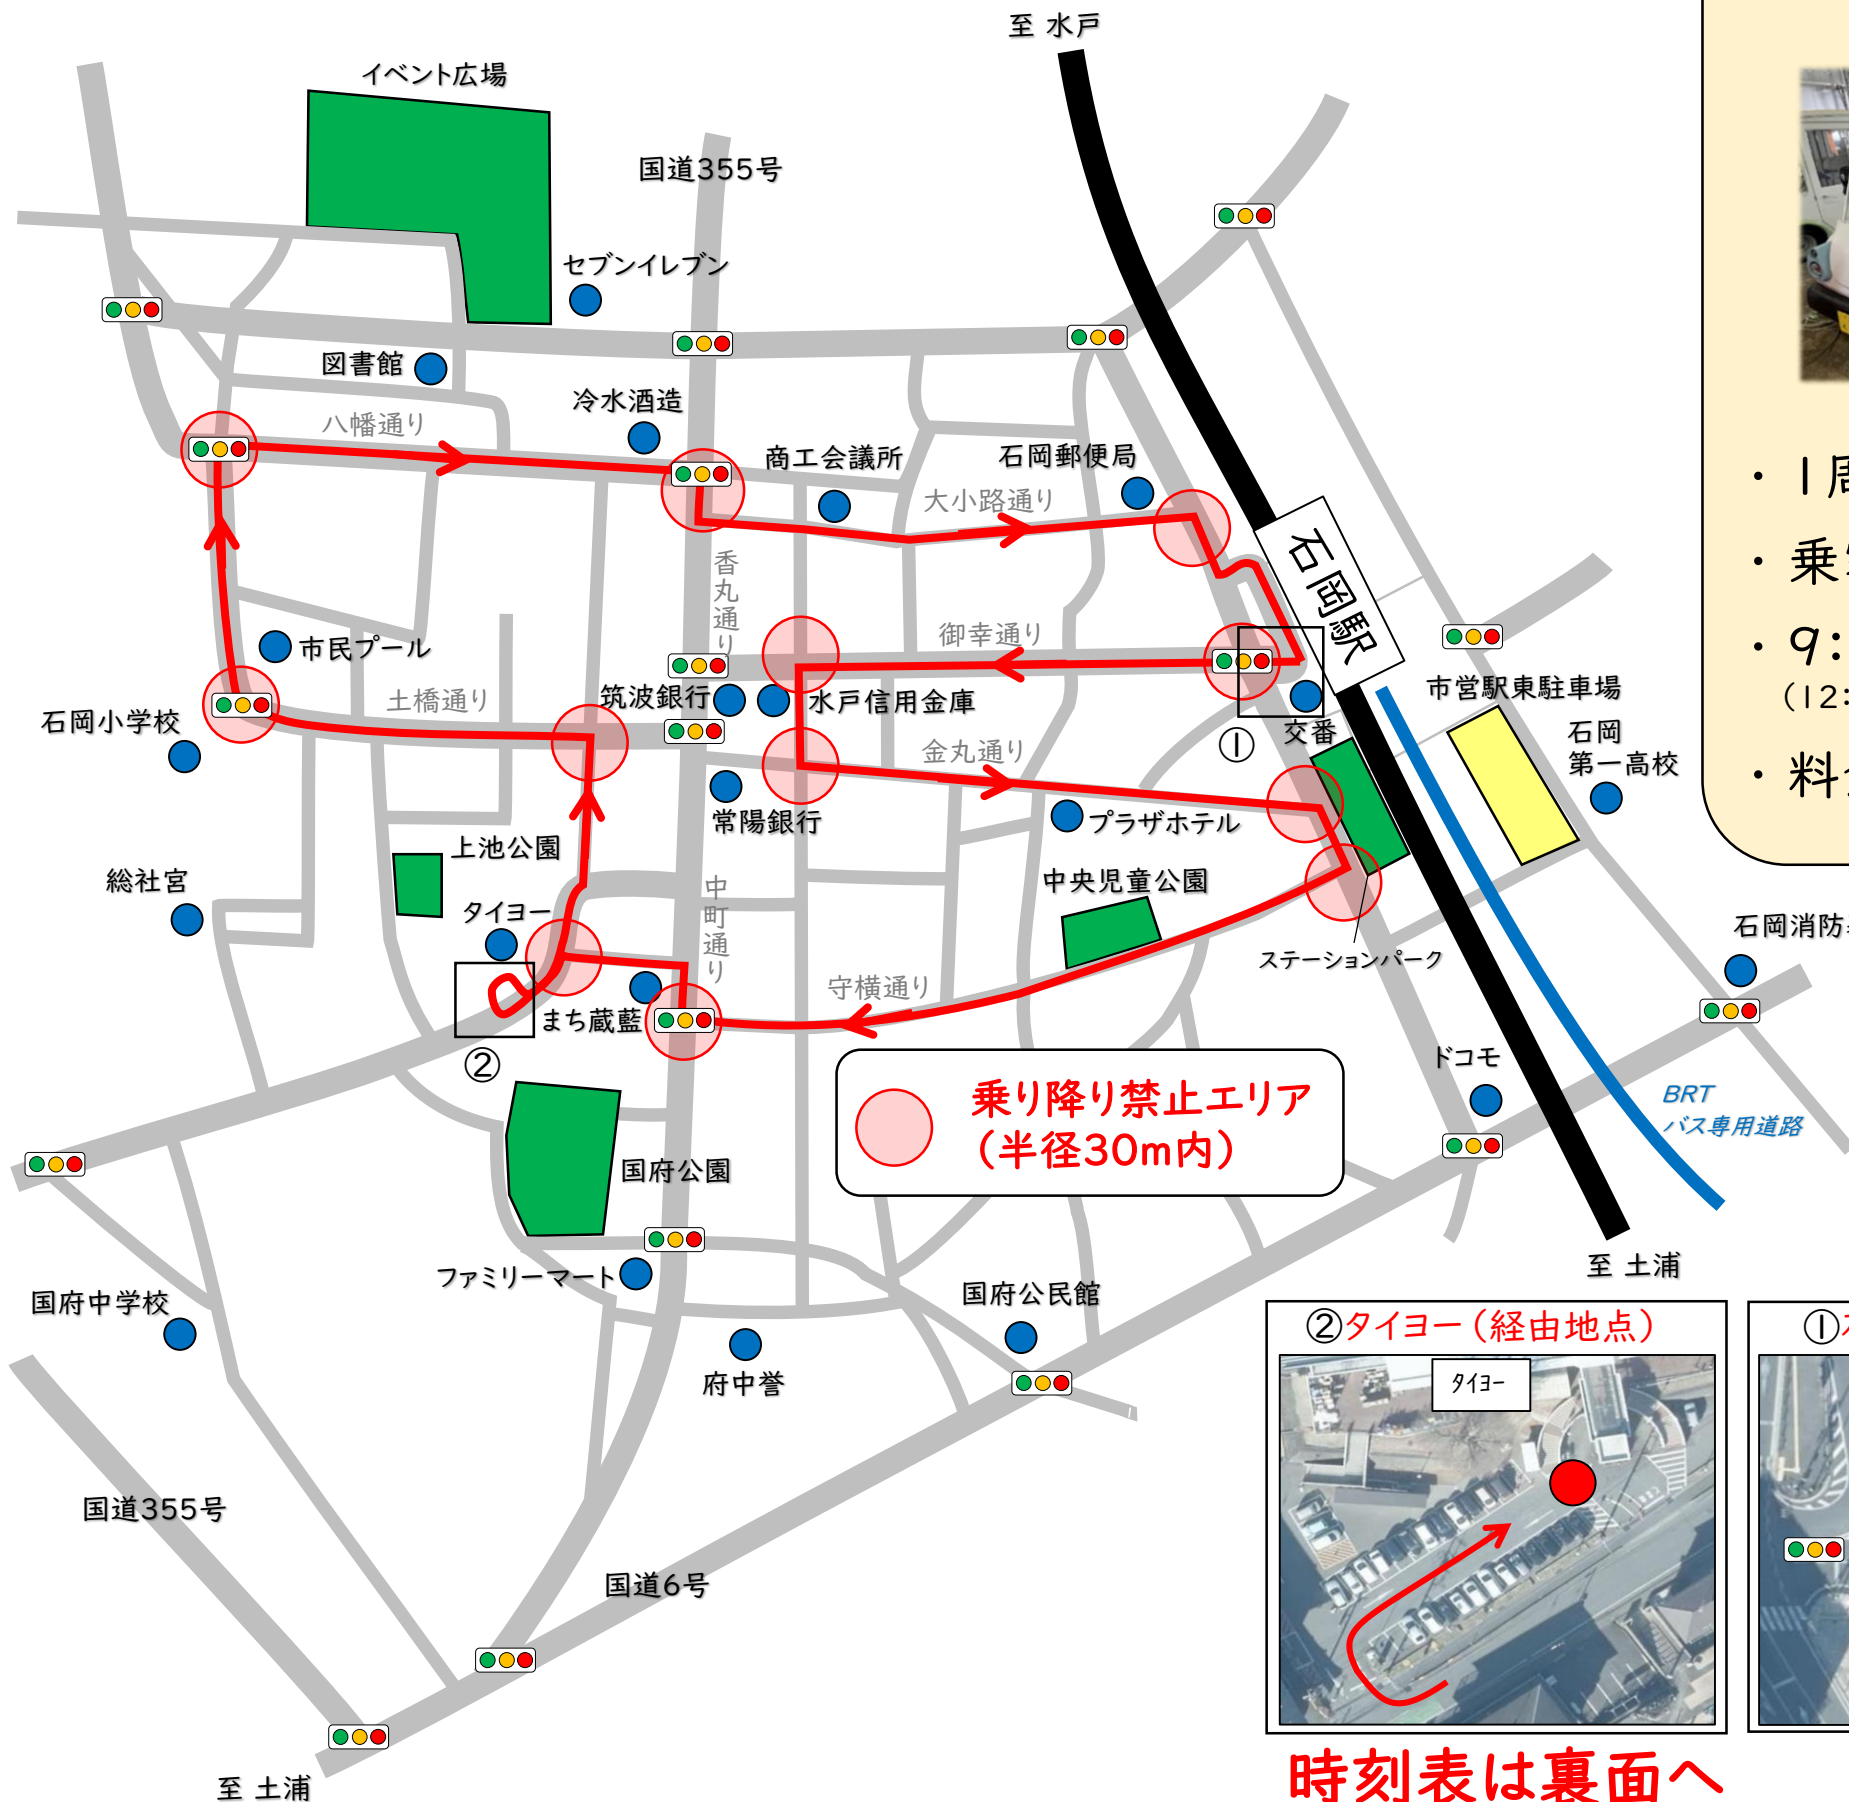 至 水戸
イベント広場
国道355号
セブンイレブン
図書館
冷水酒造
八幡通り
商工会議所
石岡郵便局
大小路通り
香丸通り
石岡駅
御幸通り
市民プール
土橋通り
筑波銀行
水戸信用金庫
石岡小学校
交番
①
市営駅東駐車場
石岡
第一高校
金丸通り
常陽銀行
プラザホテル
上池公園
総社宮
タイヨー
中町通り
中央児童公園
ステーションパーク
石岡消防
守横通り
まち蔵藍
②
ドコモ
BRT
バス専用道路
乗り降り禁止エリア
(半径30m内)
国府公園
ファミリーマート
国府中学校
国府公民館
府中誉
至 土浦
国道355号
国道6号
至 土浦
・1周
・乗
・9:
(12:
・料
②タイヨー(経由地点)
タイヨー
①
時刻表は裏面へ